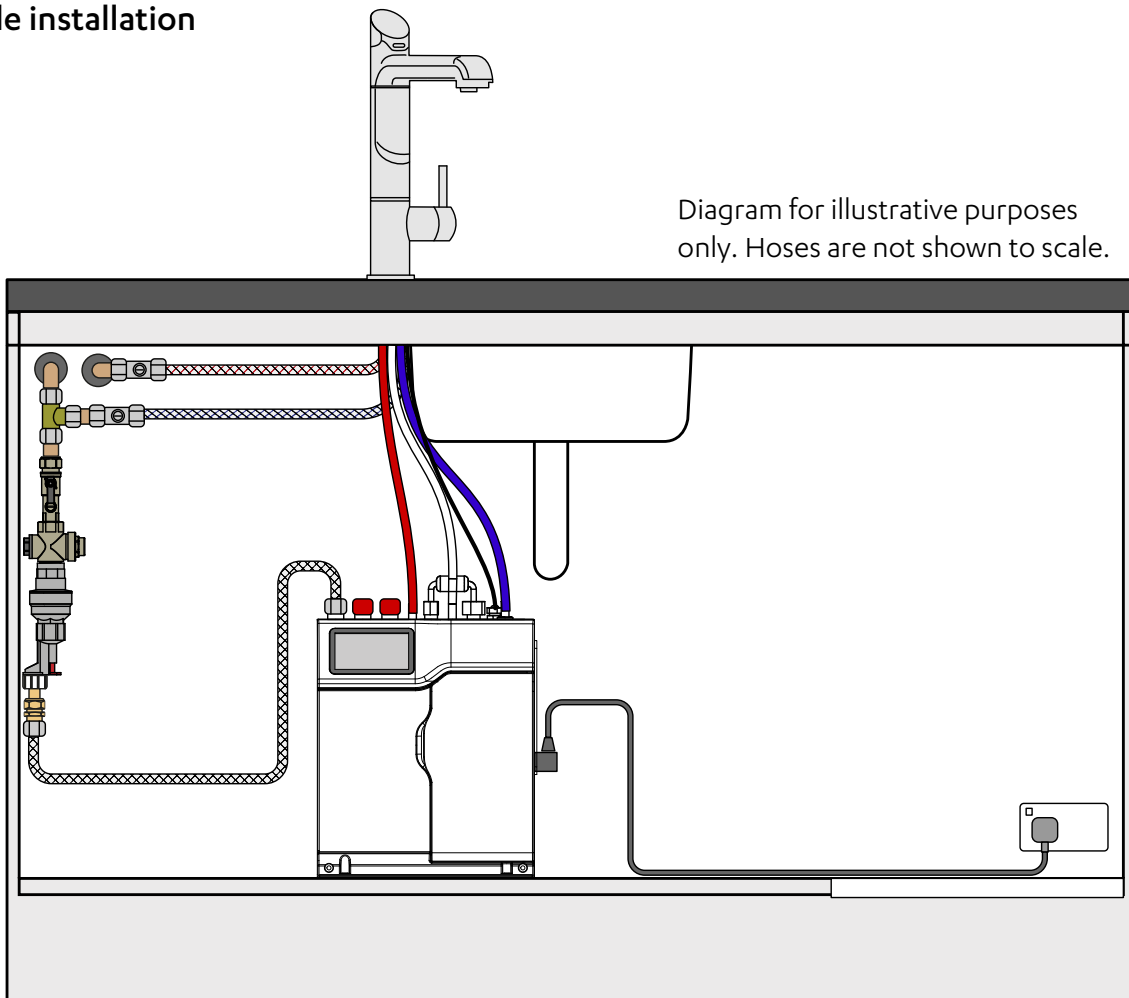 le installation
Diagram for illustrative purposes
only. Hoses are not shown to scale.